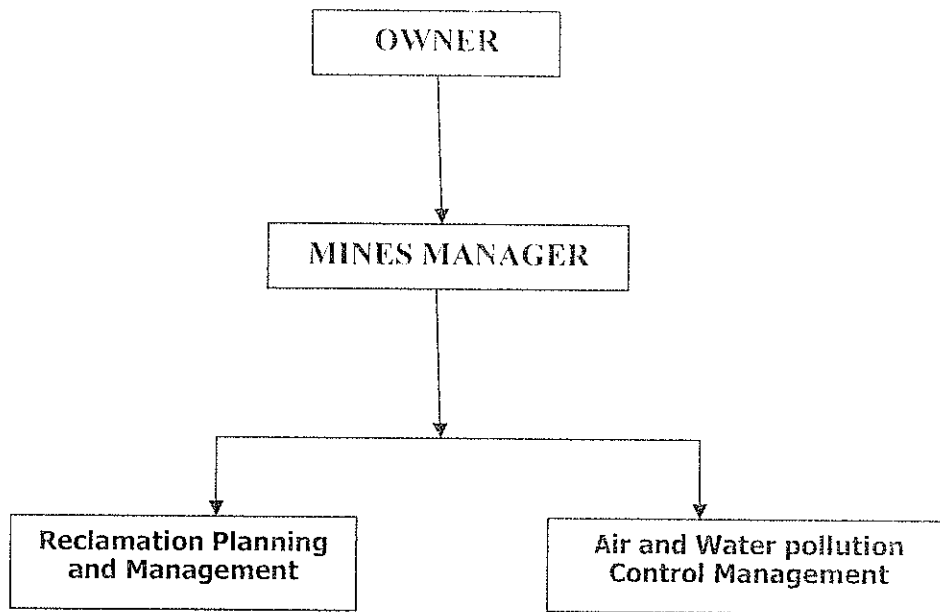 OWNER
MINES MANAGER
Reclamation Planning
and Management
Air and Water pollution
Control Management